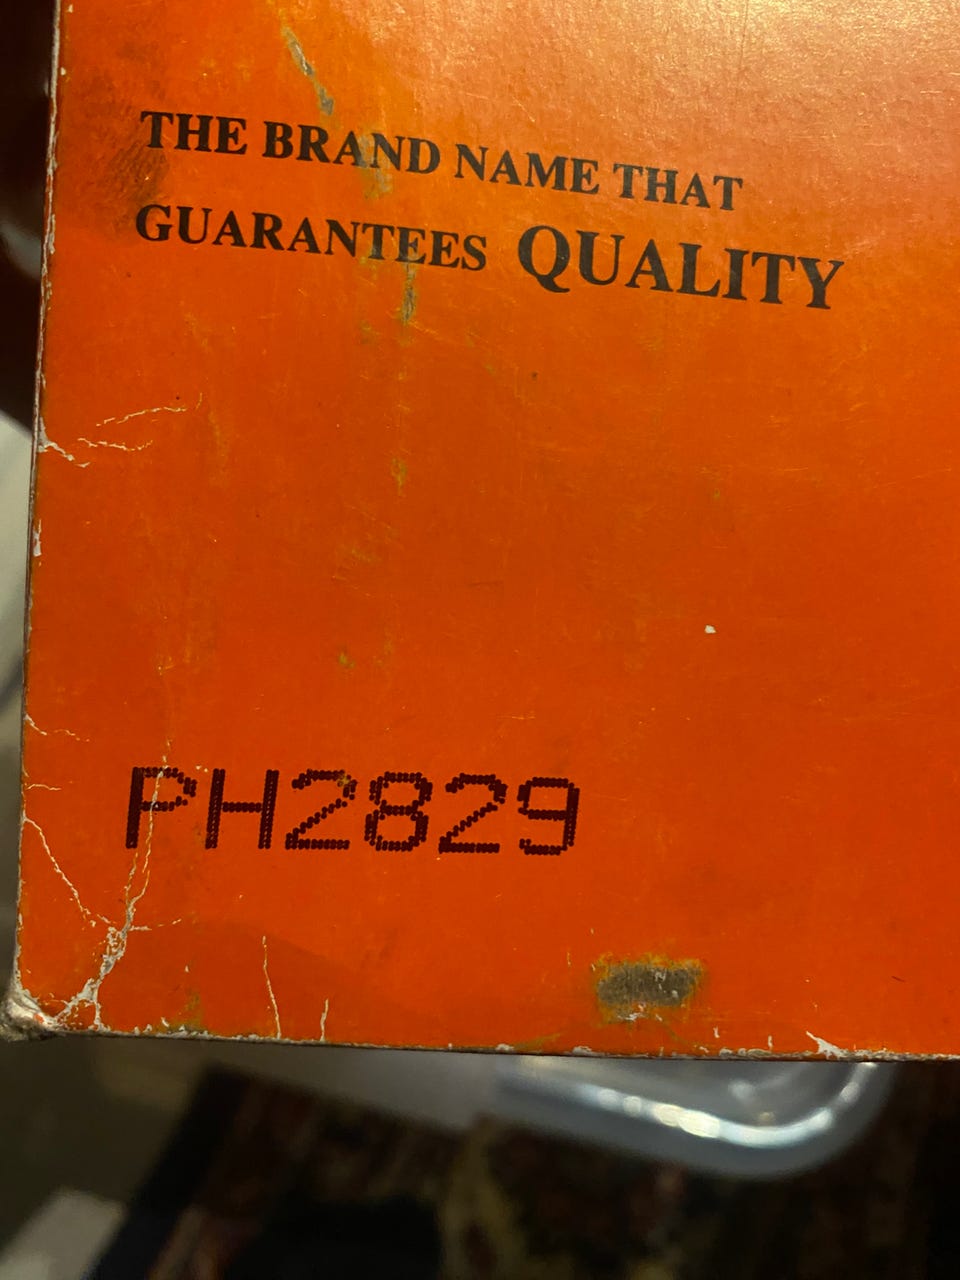 THE BRAND NAME THAT
GUARANTEES QUALITY
PH2829